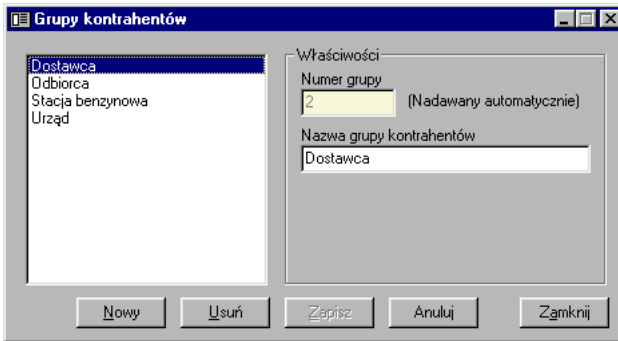 Grupy kontrahentów
Dostawca
Odbiorca
Stacja benzynowa
Urząd
Właściwości
Numer grupy
2 (Nadawany automatycznie)
Nazwa grupy kontrahentów
Dostawca
Nowy Usuń Zapisz Anuluj Zamknij